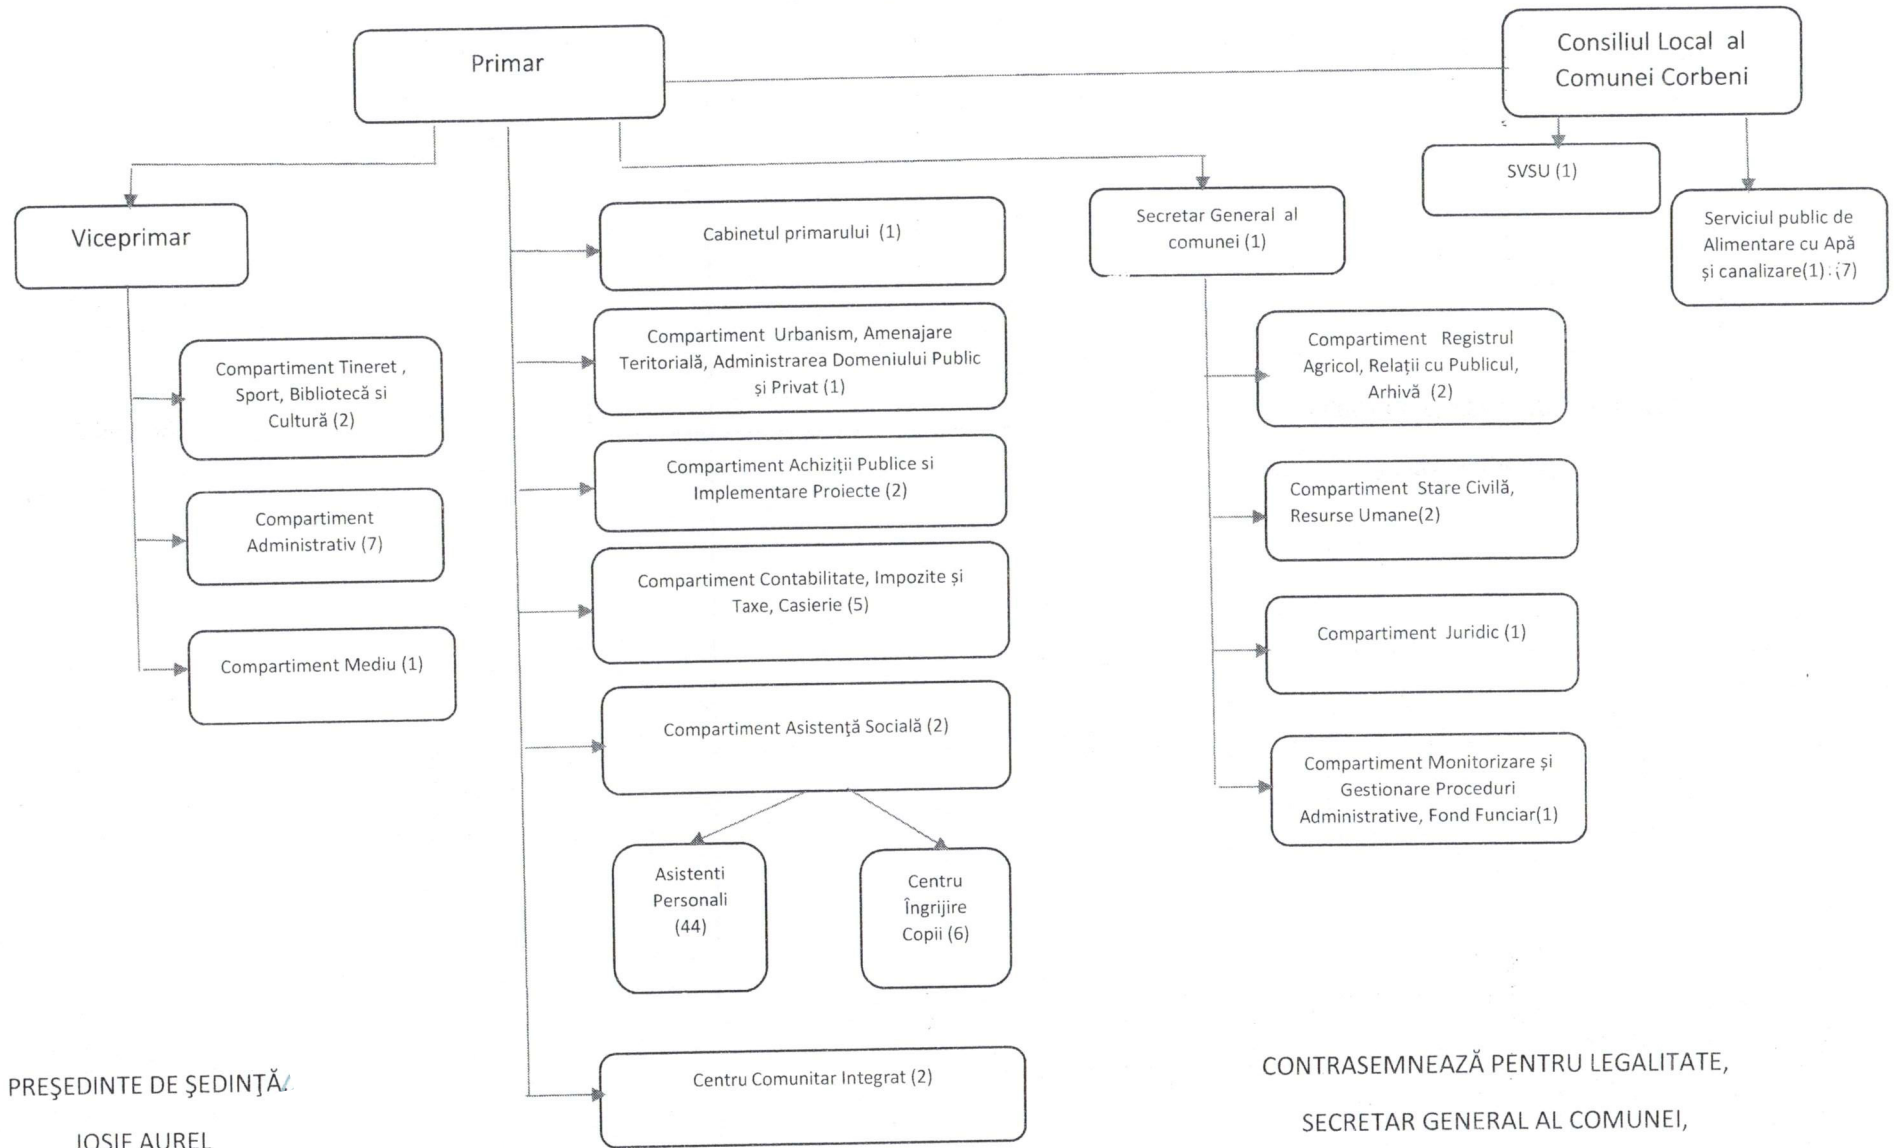 Primar
Consiliul Local al
Comunei Corbeni
SVSU (1)
Serviciul public de
Alimentare cu Apă
și canalizare(1) (7)
Viceprimar
Compartiment Tineret ,
Sport, Bibliotecă si
Cultură (2)
Compartiment
Administrativ (7)
Compartiment Mediu (1)
Cabinetul primarului (1)
Compartiment Urbanism, Amenajare
Teritorială, Administrarea Domeniului Public
și Privat (1)
Compartiment Achiziții Publice si
Implementare Proiecte (2)
Compartiment Contabilitate, Impozite și
Taxe, Casierie (5)
Compartiment Asistenţă Socială (2)
Asistenti
Personali
(44)
Centru
Îngrijire
Copii (6)
Centru Comunitar Integrat (2)
Secretar General al
comunei (1)
Compartiment Registrul
Agricol, Relații cu Publicul,
Arhivă (2)
Compartiment Stare Civilă,
Resurse Umane(2)
Compartiment Juridic (1)
Compartiment Monitorizare și
Gestionare Proceduri
Administrative, Fond Funciar(1)
PREŞEDINTE DE ŞEDINŢĂ
IOSIF AUREL
CONTRASEMNEAZĂ PENTRU LEGALITATE,
SECRETAR GENERAL AL COMUNEI,